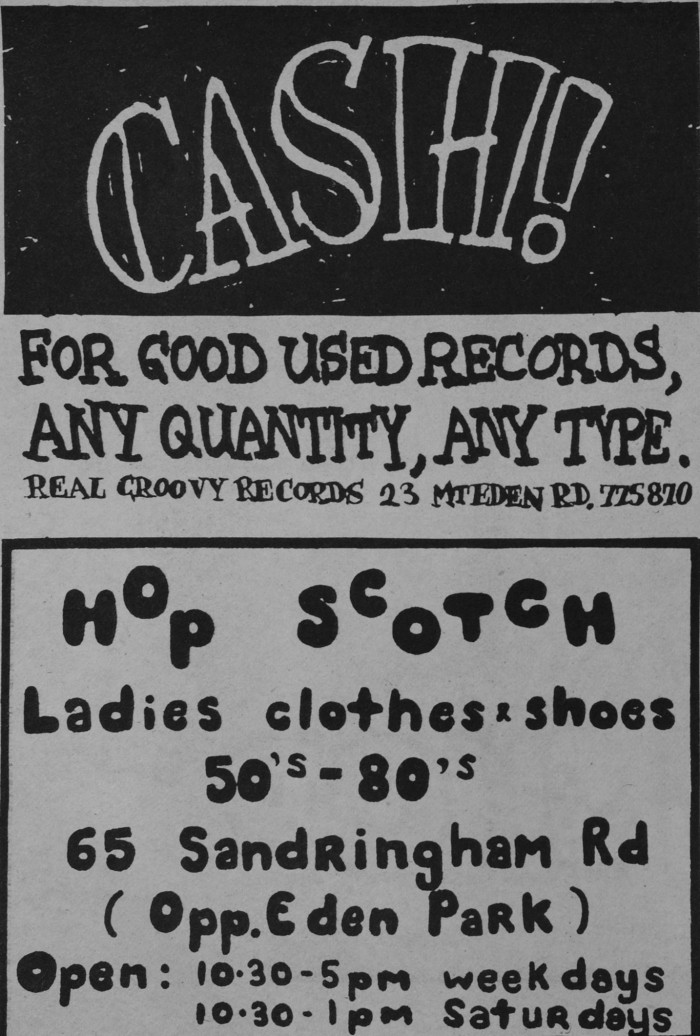 CASH!!
FOR GOOD USED RECORDS,
ANY QUANTITY, ANY TYPE.
REAL GROOVY RECORDS 23 MT EDEN RD. 775870
HOP SCOTCH
Ladies clothes & shoes
50's - 80's
65 SandRingham Rd
( Opp. Eden PaRK )
Open: 10.30 - 5pm weekdays
10.30 - 1pm SatuRdays